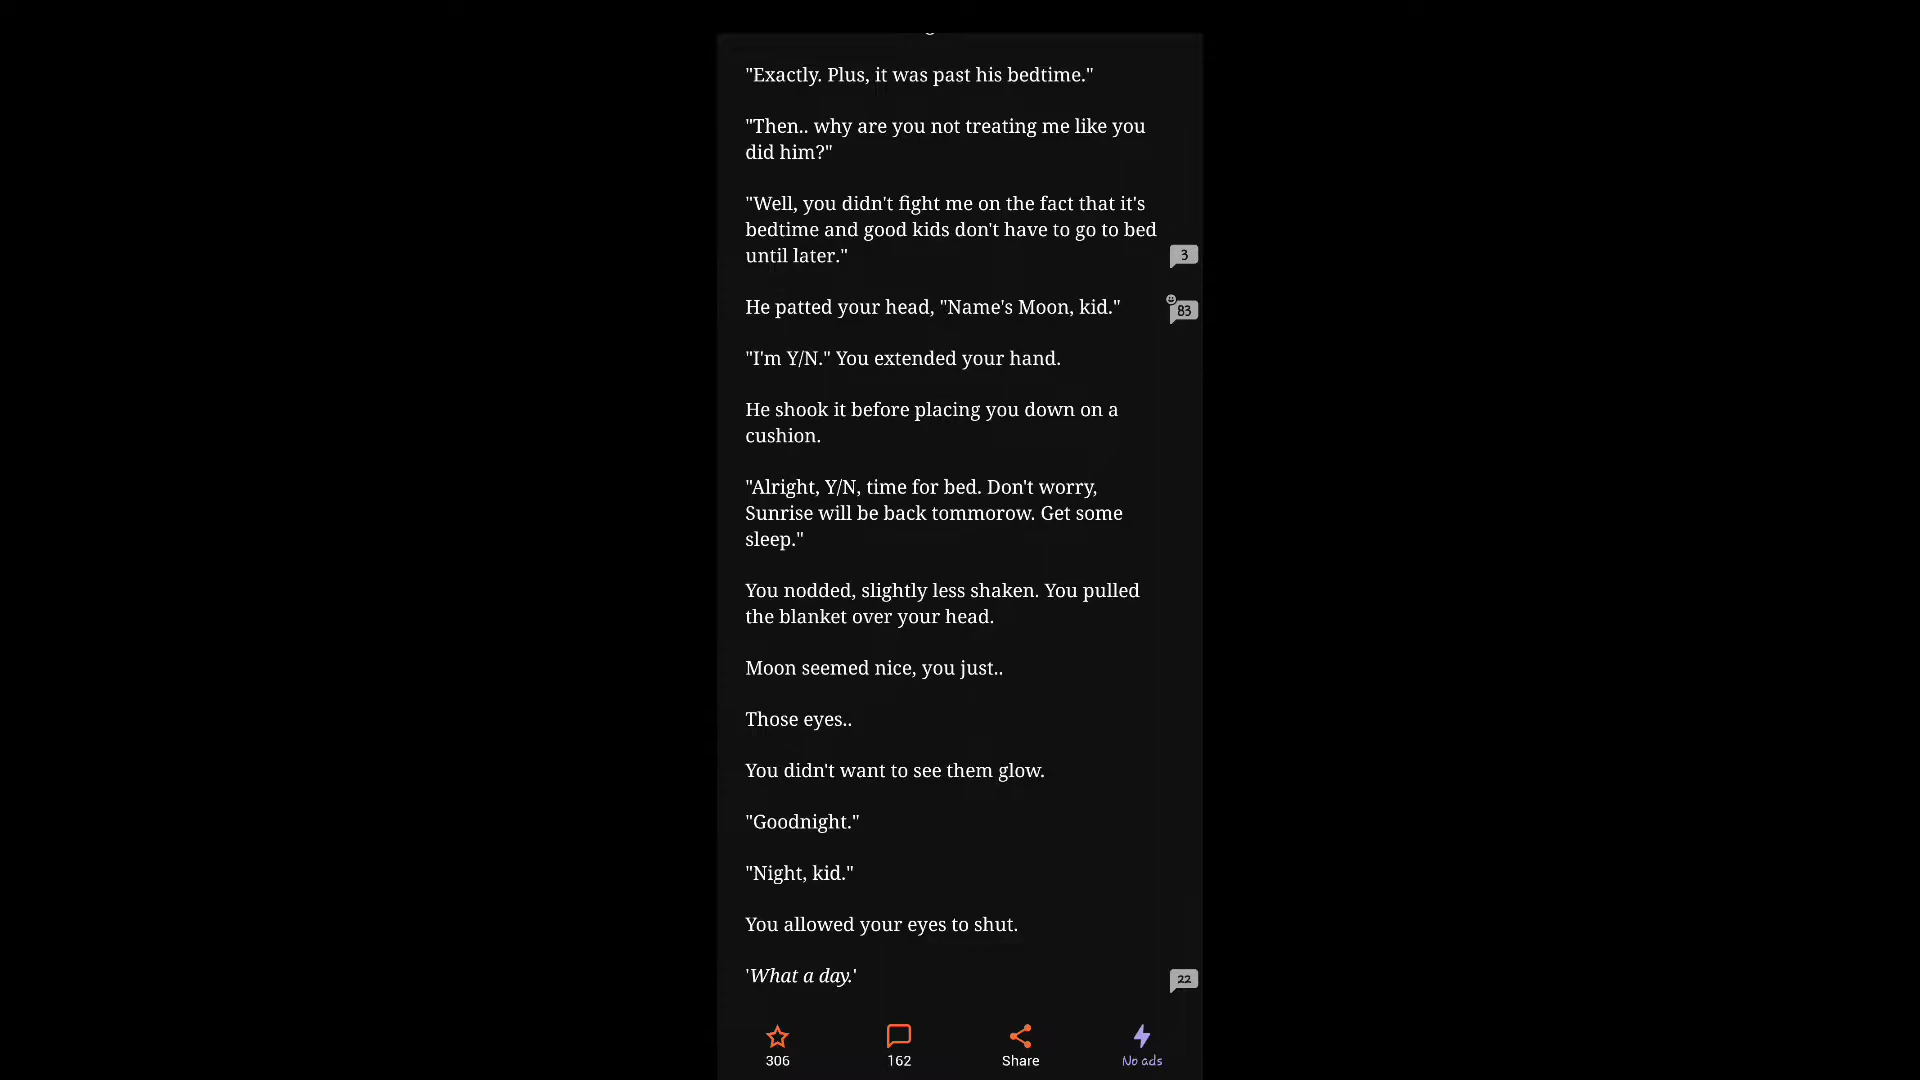 "Exactly. Plus, it was past his bedtime."
"Then.. why are you not treating me like you
did him?"
"Well, you didn't fight me on the fact that it's
bedtime and good kids don't have to go to bed
until later."
3
He patted your head, "Name's Moon, kid."
83
"I'm Y/N." You extended your hand.
He shook it before placing you down on a
cushion.
"Alright, Y/N, time for bed. Don't worry,
Sunrise will be back tommorow. Get some
sleep."
You nodded, slightly less shaken. You pulled
the blanket over your head.
Moon seemed nice, you just..
Those eyes..
You didn't want to see them glow.
"Goodnight."
"Night, kid."
You allowed your eyes to shut.
'What a day.'
22
306
162
Share
No ads